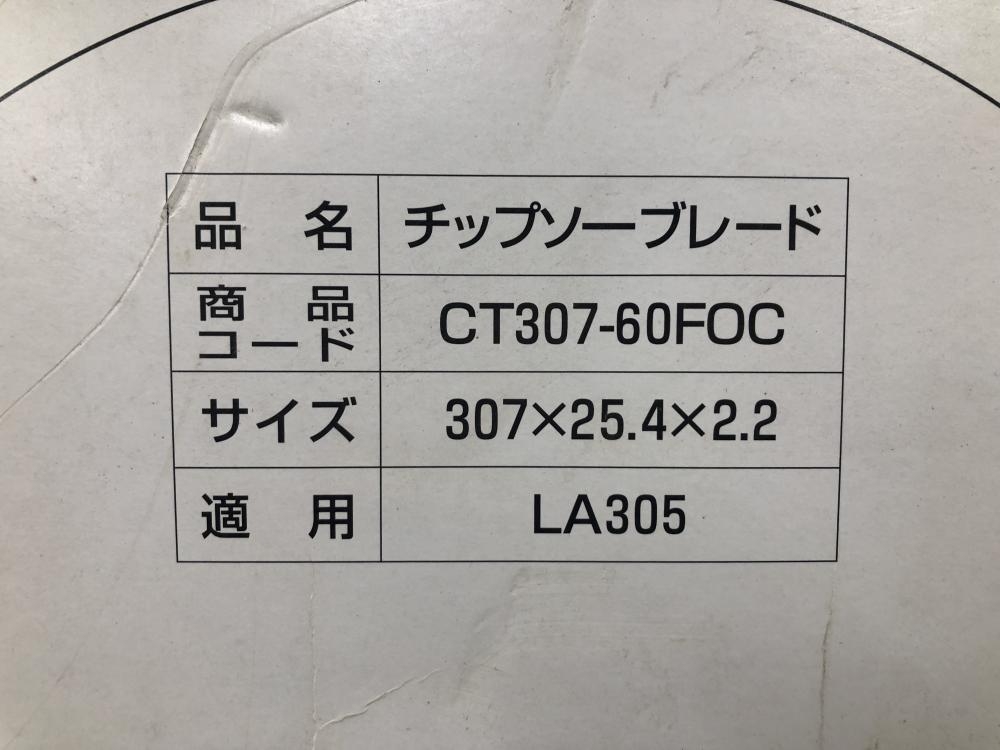 品名 チップソーブレード
商品コード CT307-60FOC
サイズ 307×25.4×2.2
適用 LA305